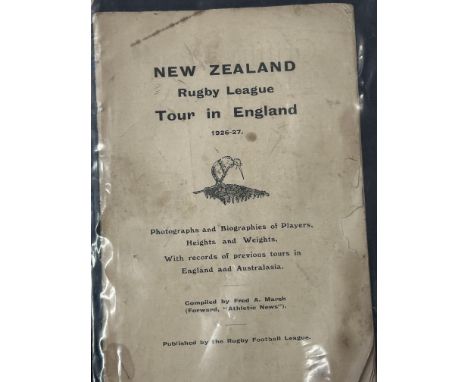 NEW ZEALAND
Rugby League
Tour in England
1926-27.
Photographs and Biographies of Players,
Heights and Weights,
With records of previous tours in
England and Australasia.
Compiled by Fred A. Marsh
(Forward, "Athletic News").
Published by the Rugby Football League.